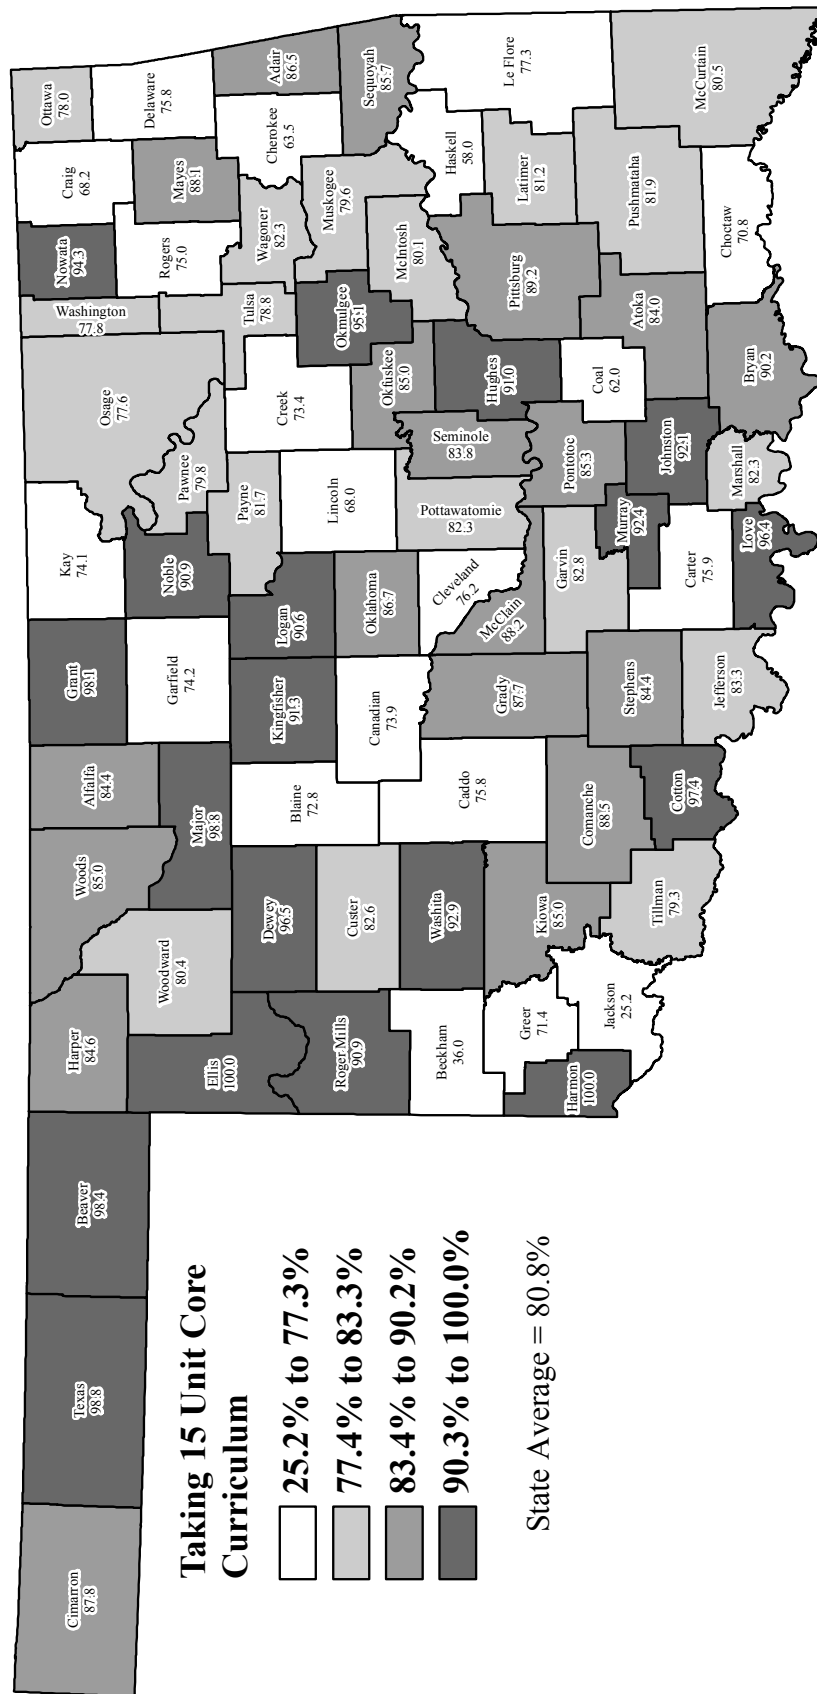 Cimarron
87.8
Texas
98.8
Beaver
98.4
Harper
84.6
Woods
85.0
Alfalfa
84.4
Grant
98.1
Kay
74.1
Osage
77.6
Washington
77.8
Nowata
94.3
Craig
68.2
Ottawa
78.0
Delaware
75.8
Mayes
88.1
Rogers
75.0
Ellis
100.0
Woodward
80.4
Major
98.8
Garfield
74.2
Noble
90.9
Pawnee
79.8
Payne
81.7
Tulsa
78.8
Wagoner
82.3
Cherokee
63.5
Adair
86.5
Roger Mills
90.9
Dewey
96.5
Custer
82.6
Blaine
72.8
Kingfisher
91.3
Logan
90.6
Lincoln
68.0
Creek
73.4
Okmulgee
95.1
Muskogee
79.6
Sequoyah
85.7
Beckham
36.0
Washita
92.9
Caddo
75.8
Canadian
73.9
Oklahoma
86.7
Cleveland
76.2
Pottawatomie
82.3
Seminole
83.8
Okfuskee
85.0
McIntosh
80.1
Haskell
58.0
Le Flore
77.3
Greer
71.4
Kiowa
85.0
Grady
87.7
McClain
88.2
Hughes
91.0
Pittsburg
89.2
Latimer
81.2
Harmon
100.0
Jackson
25.2
Tillman
79.3
Comanche
88.5
Stephens
84.4
Garvin
82.8
Pontotoc
85.3
Coal
62.0
Atoka
84.0
Pushmataha
81.9
McCurtain
80.5
Cotton
97.4
Jefferson
83.3
Carter
75.9
Murray
92.4
Johnston
92.1
Love
96.4
Marshall
82.3
Bryan
90.2
Choctaw
70.8
Taking 15 Unit Core
Curriculum
25.2% to 77.3%
77.4% to 83.3%
83.4% to 90.2%
90.3% to 100.0%
State Average = 80.8%